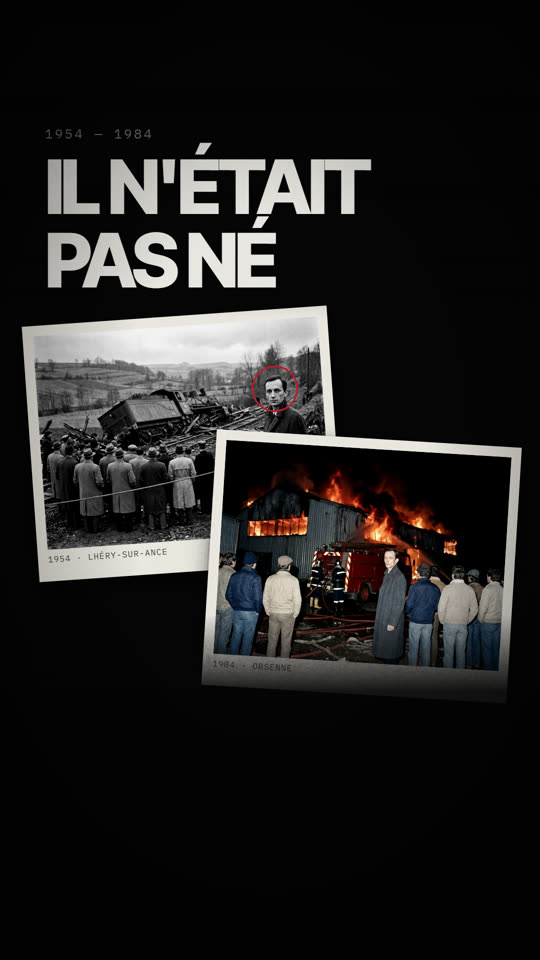 1954 — 1984
IL N'ÉTAIT
PAS NÉ
1954 · LHÉRY-SUR-ANCE
1984 · ORSENNE